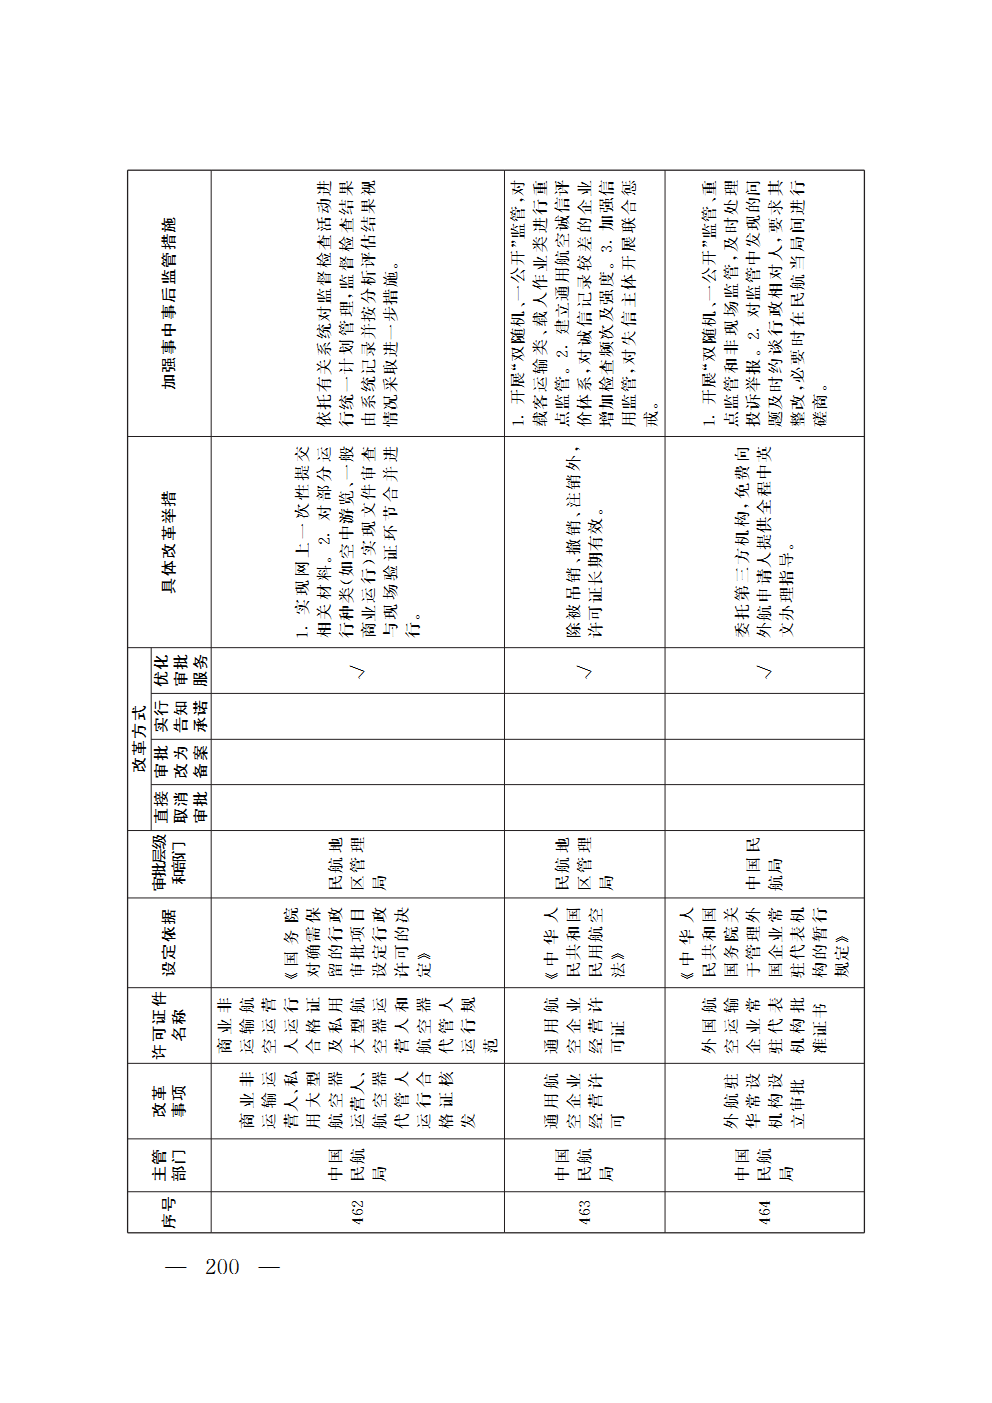 序号
主管
部门
改革
事项
许可证件
名称
设定依据
审批层级
和部门
改革方式
直接
取消
审批
审批
改为
备案
实行
告知
承诺
优化
审批
服务
具体改革举措
加强事中事后监管措施
462
中国
民航
局
商业非
运输运
营人、私
用大型
航空器
运营人、
航空器
代管人
运行合
格证核
发
商业非
运输航
空运营
人运行
合格证
及私用
大型航
空器运
营人和
航空器
代管人
运行规
范
《国务院
对确需保
留的行政
审批项目
设定行政
许可的决
定》
民航地
区管理
局
√
1. 实现网上一次性提交
相关材料。2. 对部分运
行种类(如空中游览、一般
商业运行)实现文件审查
与现场验证环节合并进
行。
依托有关系统对监督检查活动进
行统一计划管理,监督检查结果
由系统记录并按分析评估结果视
情况采取进一步措施。
463
中国
民航
局
通用航
空企业
经营许
可
通用航
空企业
经营许
可证
《中华人
民共和国
民用航空
法》
民航地
区管理
局
√
除被吊销、撤销、注销外,
许可证长期有效。
1. 开展“双随机、一公开”监管,对
载客运输类、载人作业类进行重
点监管。2. 建立通用航空诚信评
价体系,对诚信记录较差的企业
增加检查频次及强度。3. 加强信
用监管,对失信主体开展联合惩
戒。
464
中国
民航
局
外航驻
华常设
机构设
立审批
外国航
空运输
企业常
驻代表
机构批
准证书
《中华人
民共和国
国务院关
于管理外
国企业常
驻代表机
构的暂行
规定》
中国民
航局
√
委托第三方机构,免费向
外航申请人提供全程中英
文办理指导。
1. 开展“双随机、一公开”监管、重
点监管和非现场监管,及时处理
投诉举报。2. 对监管中发现的问
题及时约谈行政相对人,要求其
整改,必要时在民航当局间进行
磋商。
— 200 —